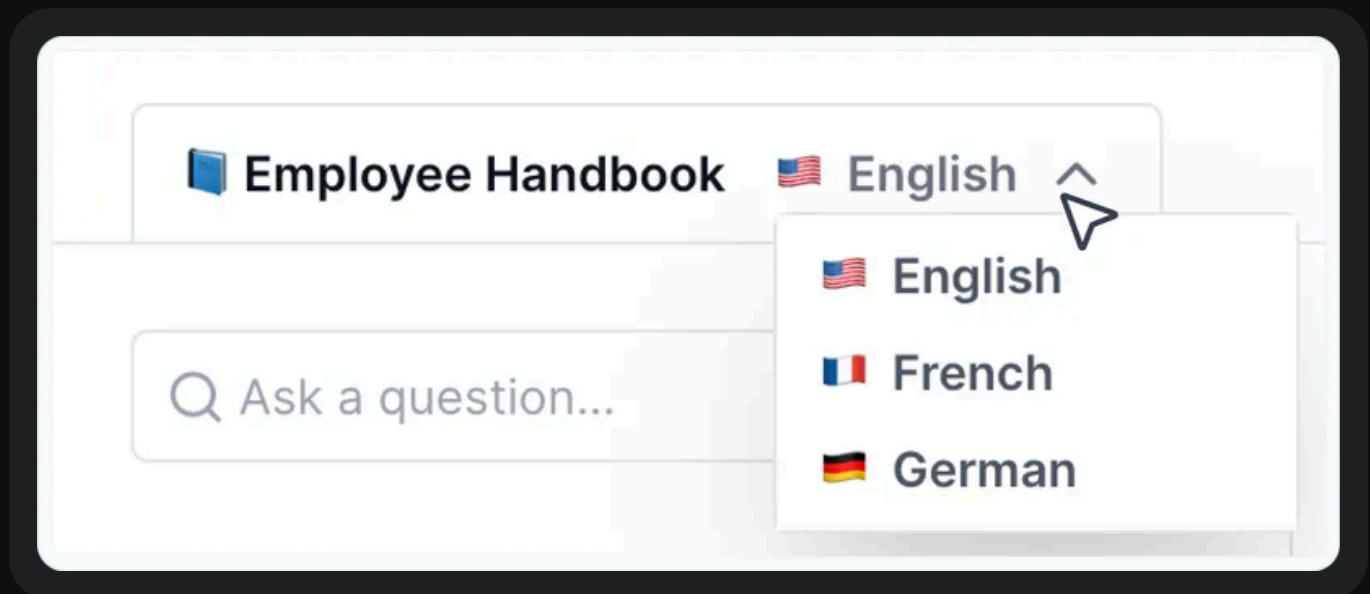 Employee Handbook English
English
French
German
Ask a question...